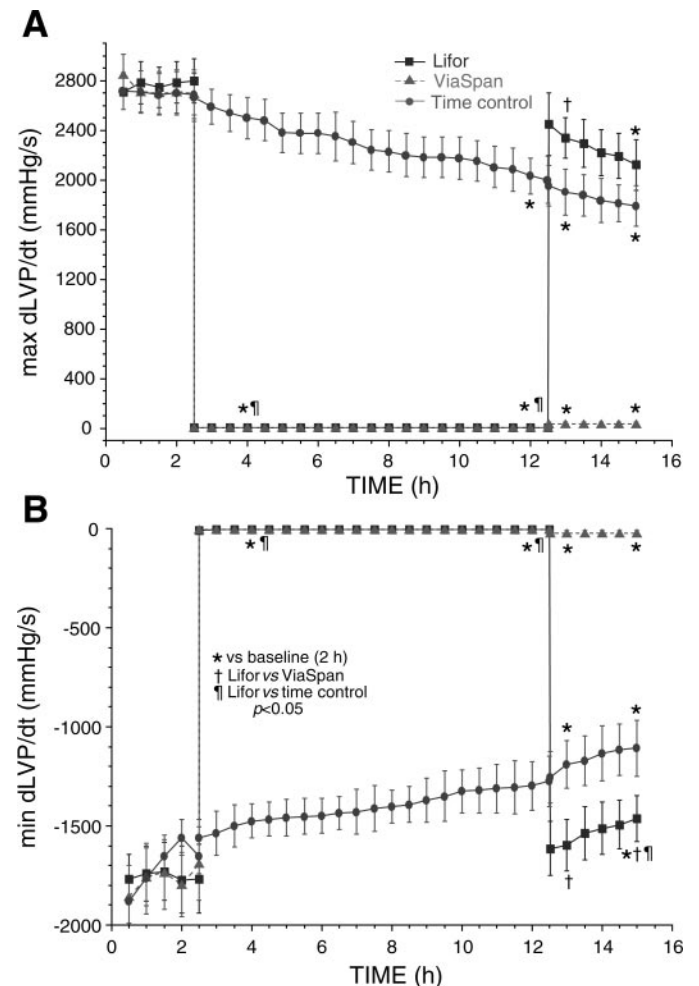 A
Lifor
ViaSpan
Time control
max dLVP/dt (mmHg/s)
2800
2400
2000
1600
1200
800
400
0
†
*
*
*
*
*¶
*¶
*
*
0 2 4 6 8 10 12 14 16
TIME (h)
B
min dLVP/dt (mmHg/s)
0
-500
-1000
-1500
-2000
*¶
*¶
*
*
* vs baseline (2 h)
† Lifor vs ViaSpan
¶ Lifor vs time control
p<0.05
*
*
*†¶
†
0 2 4 6 8 10 12 14 16
TIME (h)